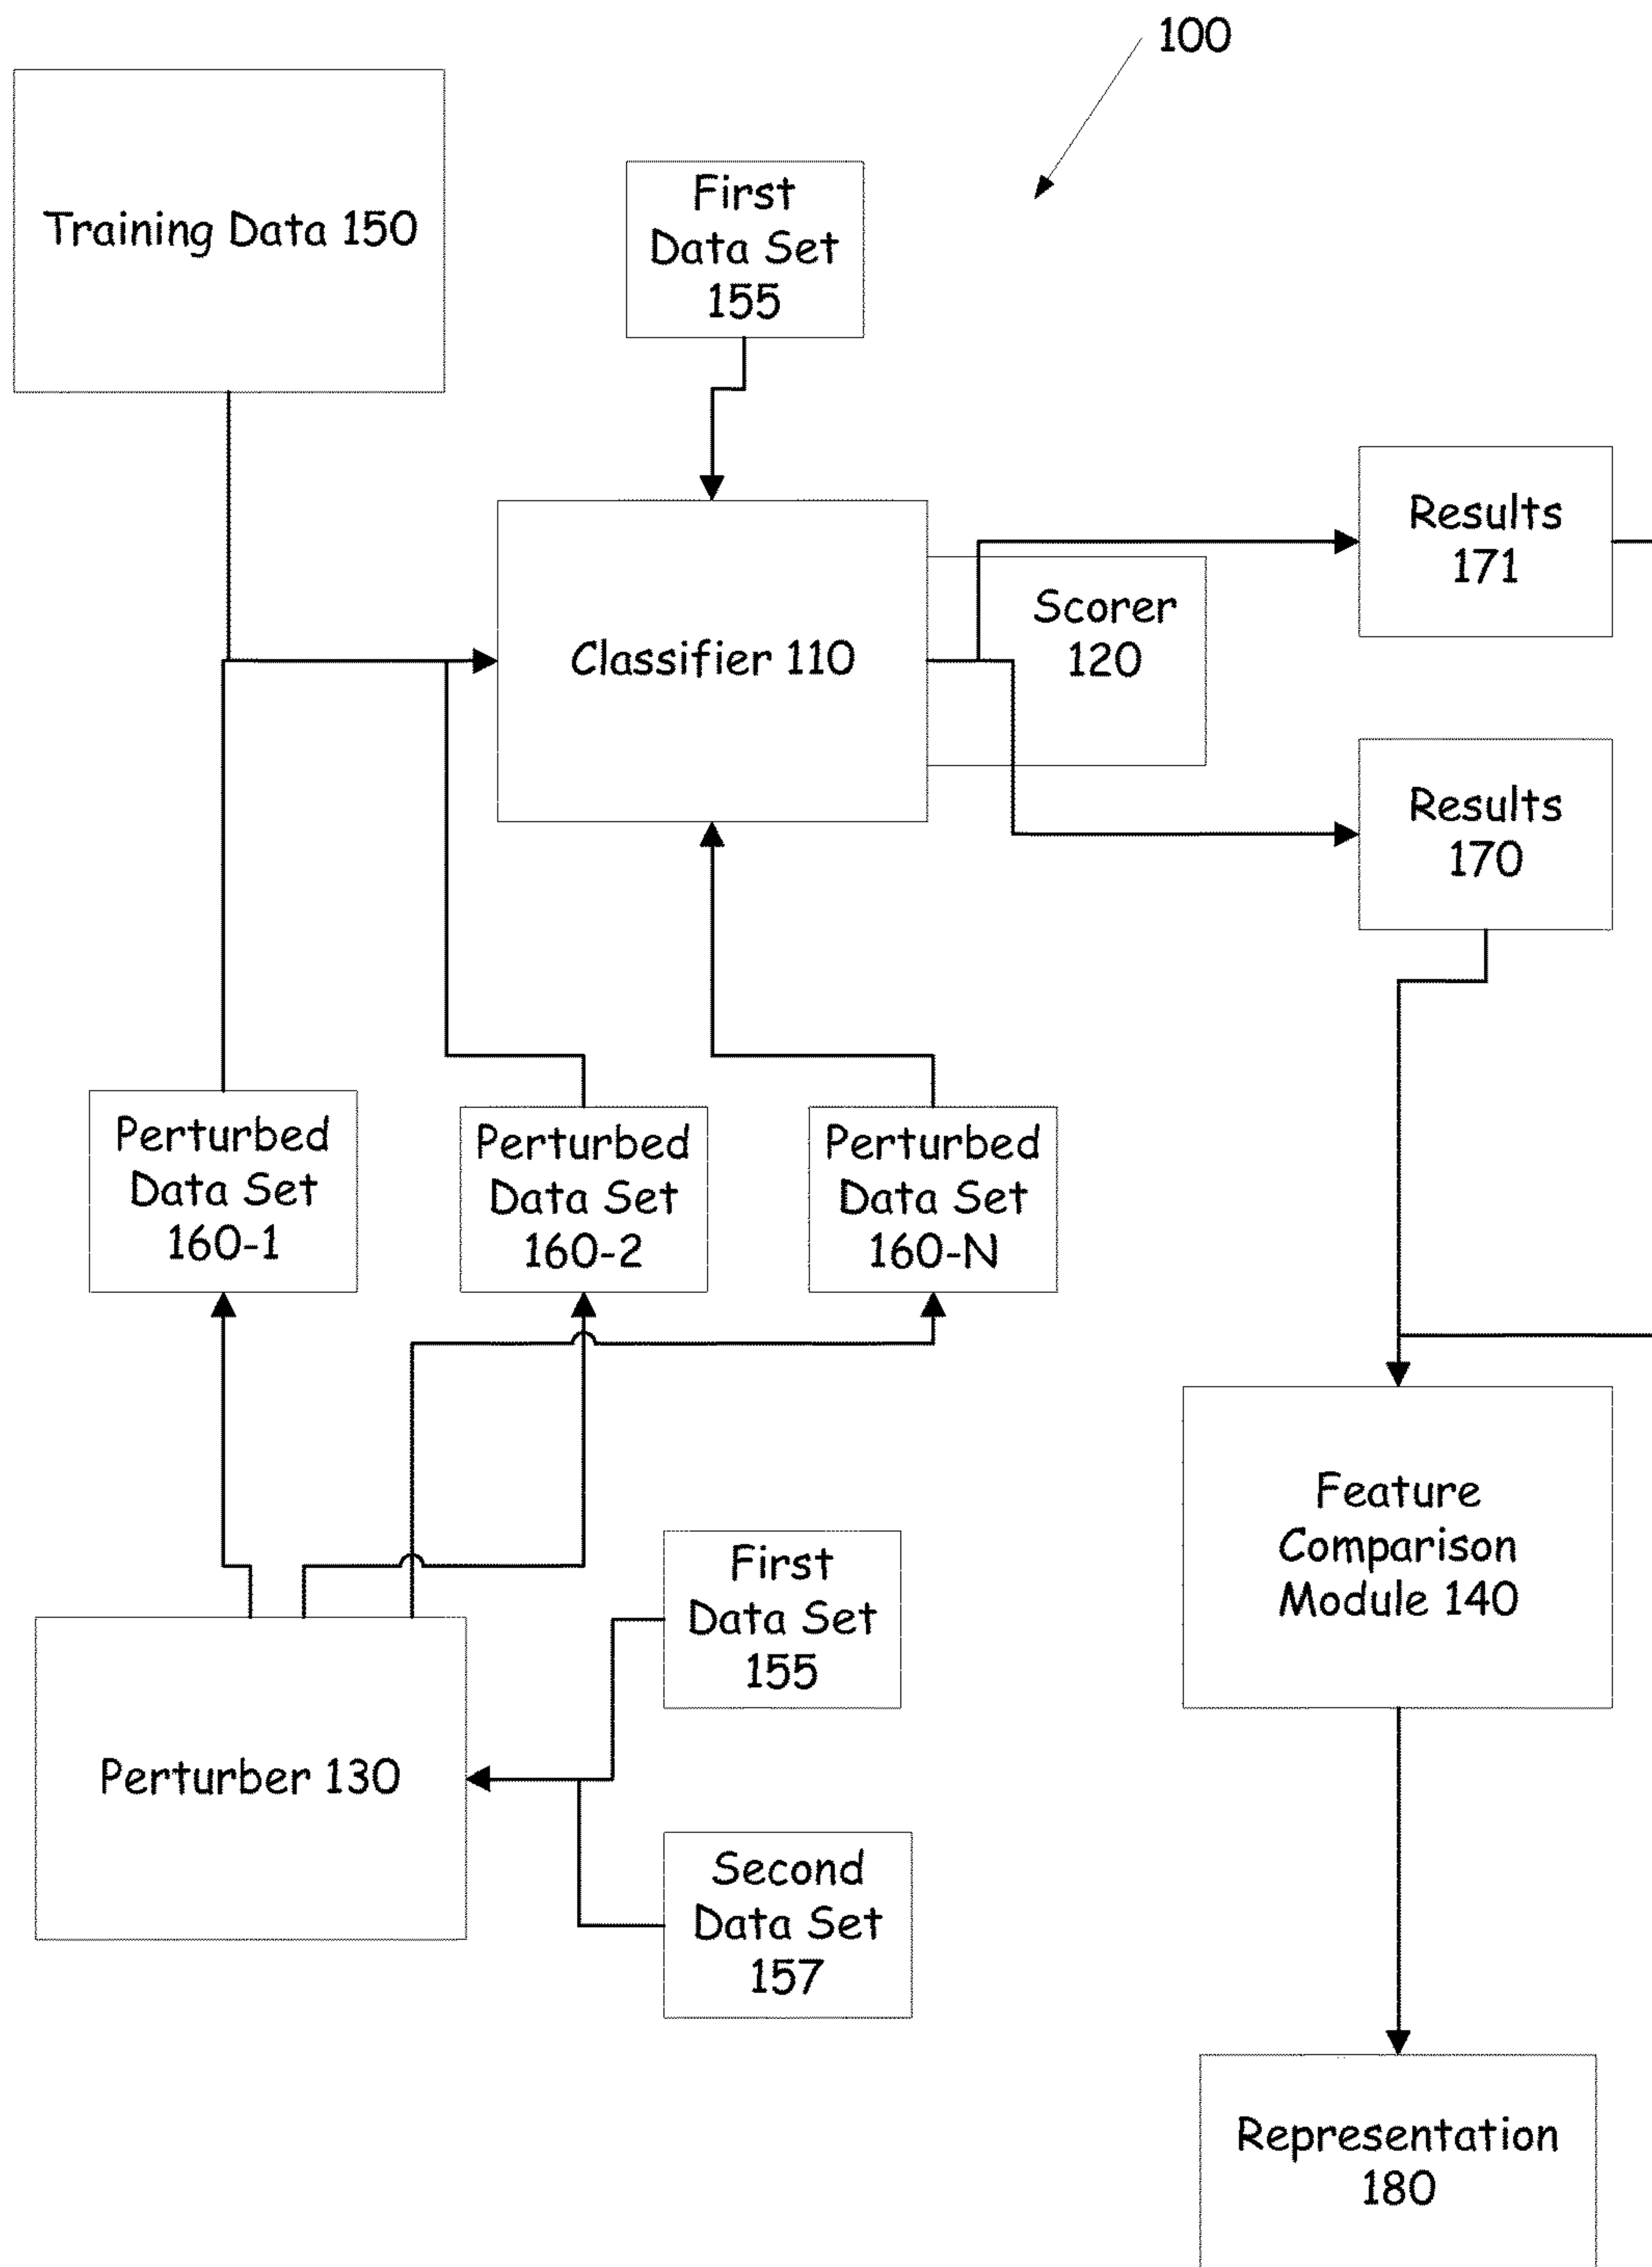 100
Training Data 150
First
Data Set
155
Results
171
Scorer
120
Classifier 110
Results
170
Perturbed
Data Set
160-1
Perturbed
Data Set
160-2
Perturbed
Data Set
160-N
Feature
Comparison
Module 140
First
Data Set
155
Perturber 130
Second
Data Set
157
Representation
180